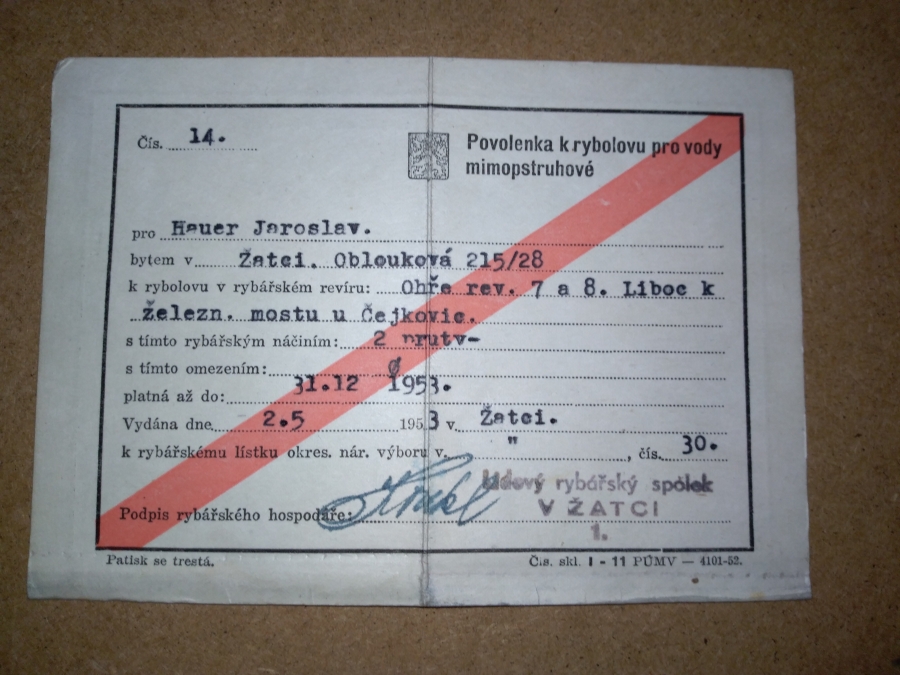 Čís. 14.
Povolenka k rybolovu pro vody
mimopstruhové
pro Hauer Jaroslav.
bytem v Žatci. Oblouková 215/28
k rybolovu v rybářském revíru: Ohře rev. 7 a 8. Liboc k
železn. mostu u Čejkovic.
s tímto rybářským náčiním: 2 pruty-
s tímto omezením: Ø
platná až do: 31.12 1953.
Vydána dne 2.5 1953 v Žatci.
k rybářskému lístku okres. nár. výboru v " , čís. 30.
Lidový rybářský spolek
V ŽATCI
1.
Podpis rybářského hospodáře:
Patisk se trestá.
Čs. skl. I - 11 PÚMV — 4101-52.